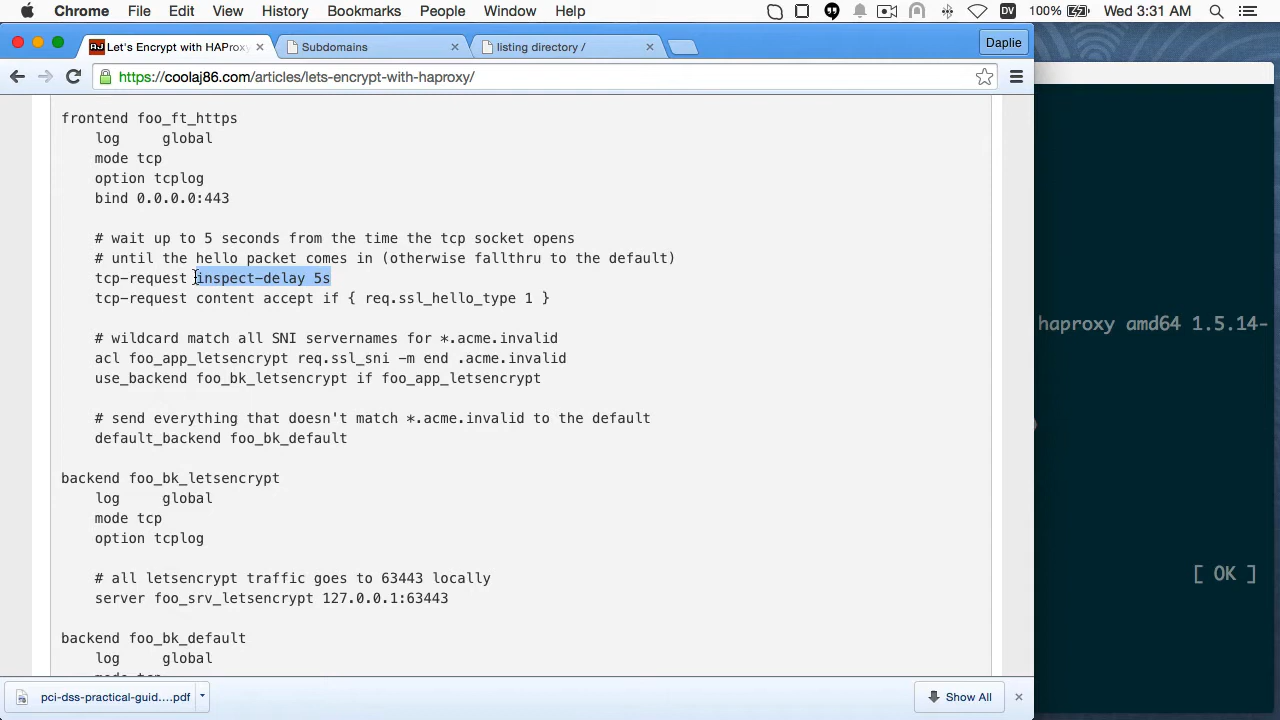 Chrome File Edit View History Bookmarks People Window Help DV 100% Wed 3:31 AM
AJ Let's Encrypt with HAProxy × Subdomains × listing directory / × Daplie
https://coolaj86.com/articles/lets-encrypt-with-haproxy/
frontend foo_ft_https
log global
mode tcp
option tcplog
bind 0.0.0.0:443
# wait up to 5 seconds from the time the tcp socket opens
# until the hello packet comes in (otherwise fallthru to the default)
tcp-request inspect-delay 5s
tcp-request content accept if { req.ssl_hello_type 1 }
haproxy amd64 1.5.14-
# wildcard match all SNI servernames for *.acme.invalid
acl foo_app_letsencrypt req.ssl_sni -m end .acme.invalid
use_backend foo_bk_letsencrypt if foo_app_letsencrypt
# send everything that doesn't match *.acme.invalid to the default
default_backend foo_bk_default
backend foo_bk_letsencrypt
log global
mode tcp
option tcplog
[ OK ]
# all letsencrypt traffic goes to 63443 locally
server foo_srv_letsencrypt 127.0.0.1:63443
backend foo_bk_default
log global
pci-dss-practical-guid....pdf Show All ×